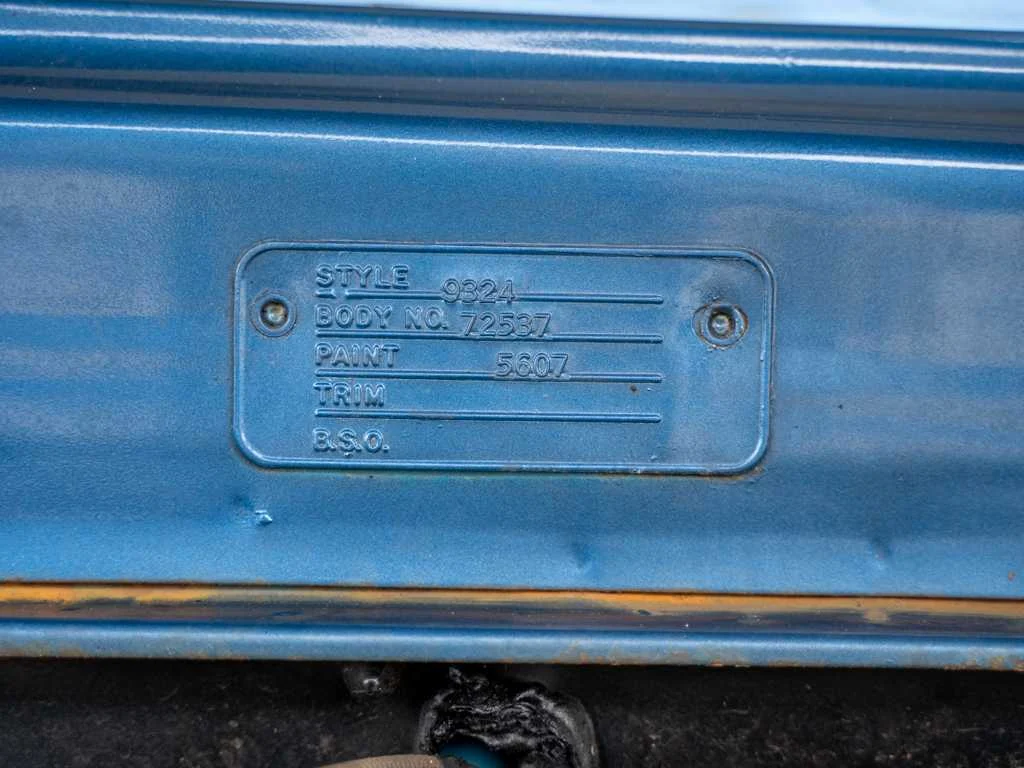 STYLE 9324
BODY NO. 72537
PAINT 5607
TRIM
B.S.O.